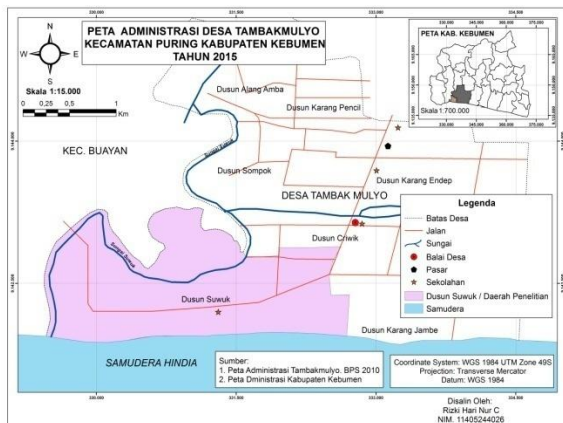 PETA ADMINISTRASI DESA TAMBAKMULYO
KECAMATAN PURING KABUPATEN KEBUMEN
TAHUN 2015
N
W
E
S
Skala 1:15.000
0
0.25
0.5
1
Km
PETA KAB. KEBUMEN
Skala 1:700.000
Dusun Alang Amba
Dusun Karang Pencil
KEC. BUAYAN
Sungai Suwuk
Dusun Sompok
Dusun Karang Endep
DESA TAMBAK MULYO
Sungai Suwuk
Dusun Criwik
Dusun Suwuk
Dusun Karang Jambe
SAMUDERA HINDIA
Legenda
Batas Desa
Jalan
Sungai
Balai Desa
Pasar
Sekolahan
Dusun Suwuk / Daerah Penelitian
Samudera
Sumber:
1. Peta Administrasi Tambakmulyo. BPS 2010
2. Peta Dministrasi Kabupaten Kebumen
Coordinate System: WGS 1984 UTM Zone 49S
Projection: Transverse Mercator
Datum: WGS 1984
Disalin Oleh:
Rizki Hari Nur C
NIM. 11405244026